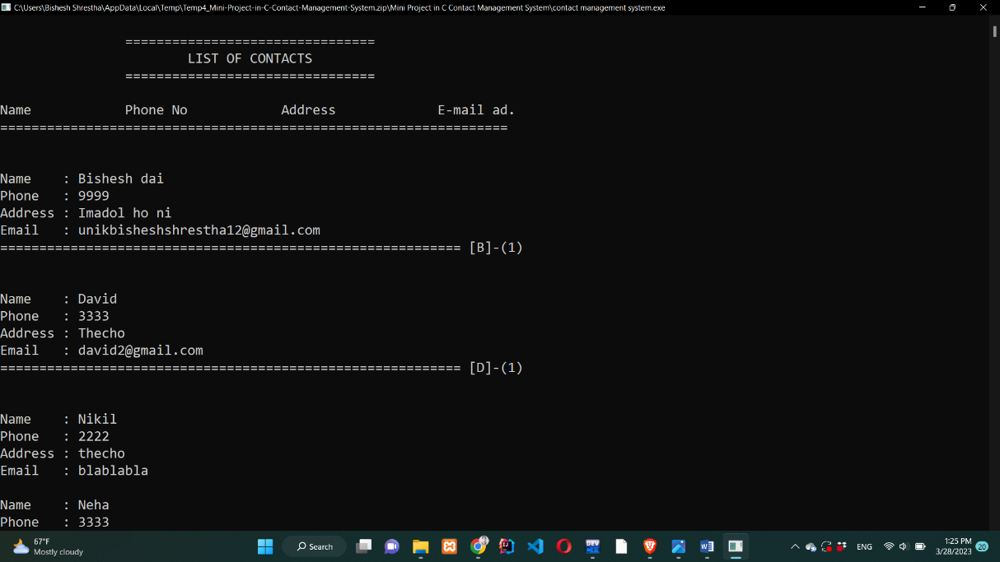 C:\Users\Bishesh Shrestha\AppData\Local\Temp\Temp4_Mini-Project-in-C-Contact-Management-System.zip\Mini Project in C Contact Management System\contact management system.exe
================================
LIST OF CONTACTS
================================
Name Phone No Address E-mail ad.
=================================================================
Name : Bishesh dai
Phone : 9999
Address : Imadol ho ni
Email : unikbisheshshrestha12@gmail.com
=========================================================== [B]-(1)
Name : David
Phone : 3333
Address : Thecho
Email : david2@gmail.com
=========================================================== [D]-(1)
Name : Nikil
Phone : 2222
Address : thecho
Email : blablabla
Name : Neha
Phone : 3333
67°F
Mostly cloudy
Search
DEV
ENG
1:25 PM
3/28/2023
20